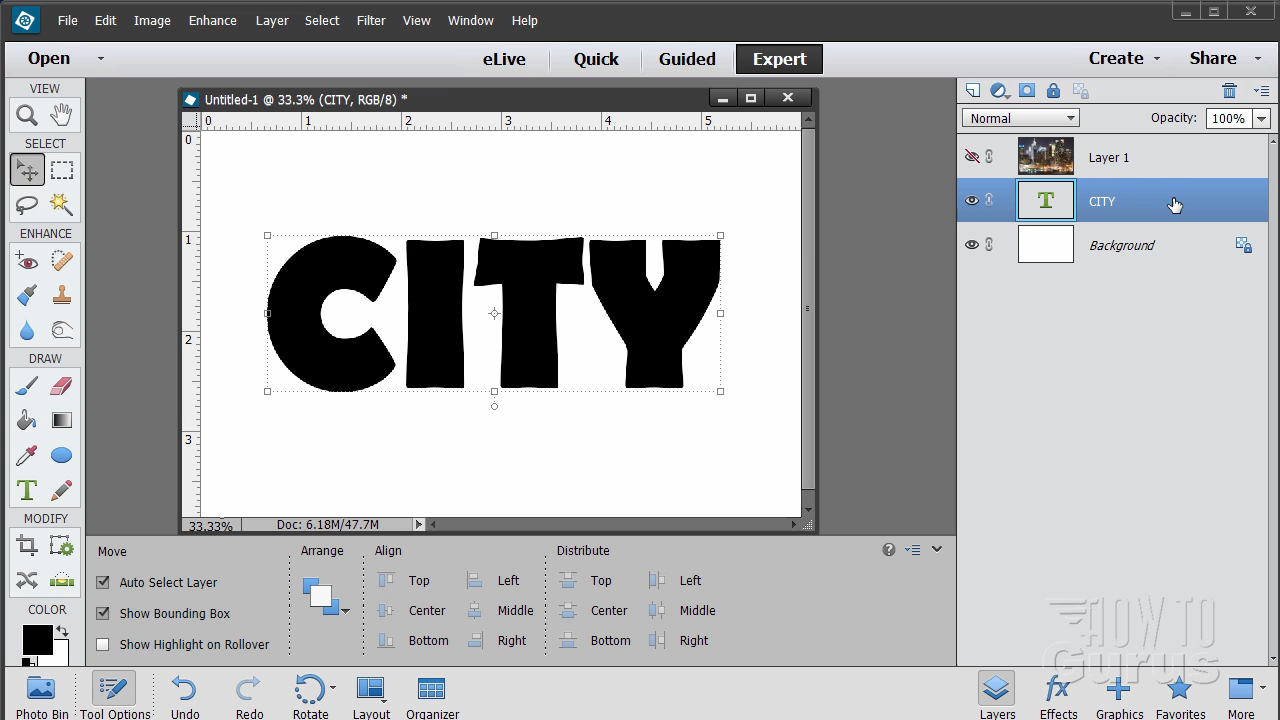 File Edit Image Enhance Layer Select Filter View Window Help
Open eLive Quick Guided Expert Create Share
VIEW
SELECT
ENHANCE
DRAW
MODIFY
COLOR
Untitled-1 @ 33.3% (CITY, RGB/8) *
0 1 2 3 4 5
0
1
2
3
CITY
33.33% Doc: 6.18M/47.7M
Normal Opacity: 100%
Layer 1
T CITY
Background
T
Move Arrange Align Distribute
Auto Select Layer Top Left Top Left
Show Bounding Box Center Middle Center Middle
Show Highlight on Rollover Bottom Right Bottom Right
HOW TO
Gurus
Photo Bin Tool Options Undo Redo Rotate Layout Organizer Layers fx Effects Graphics Favorites More